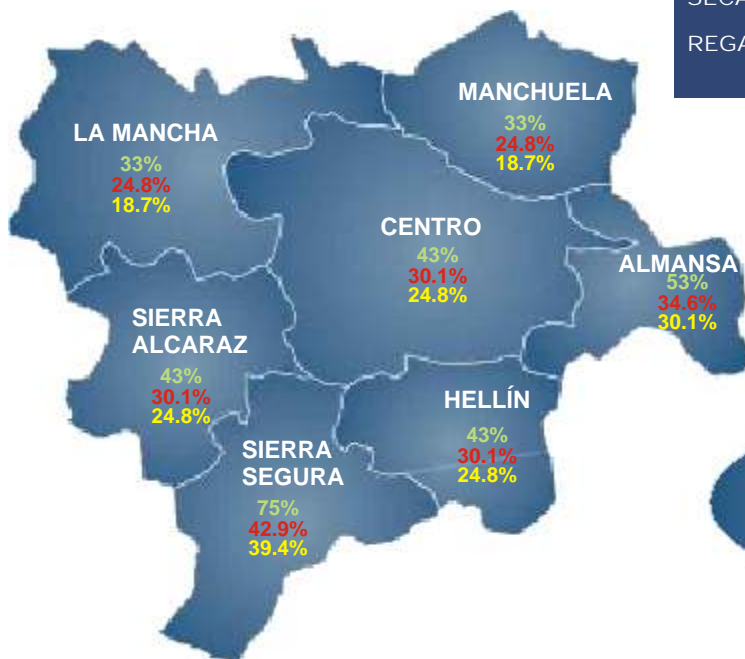 REGA
MANCHUELA
33%
24.8%
18.7%
LA MANCHA
33%
24.8%
18.7%
CENTRO
43%
30.1%
24.8%
ALMANSA
53%
34.6%
30.1%
SIERRA
ALCARAZ
43%
30.1%
24.8%
HELLÍN
43%
30.1%
24.8%
SIERRA
SEGURA
75%
42.9%
39.4%